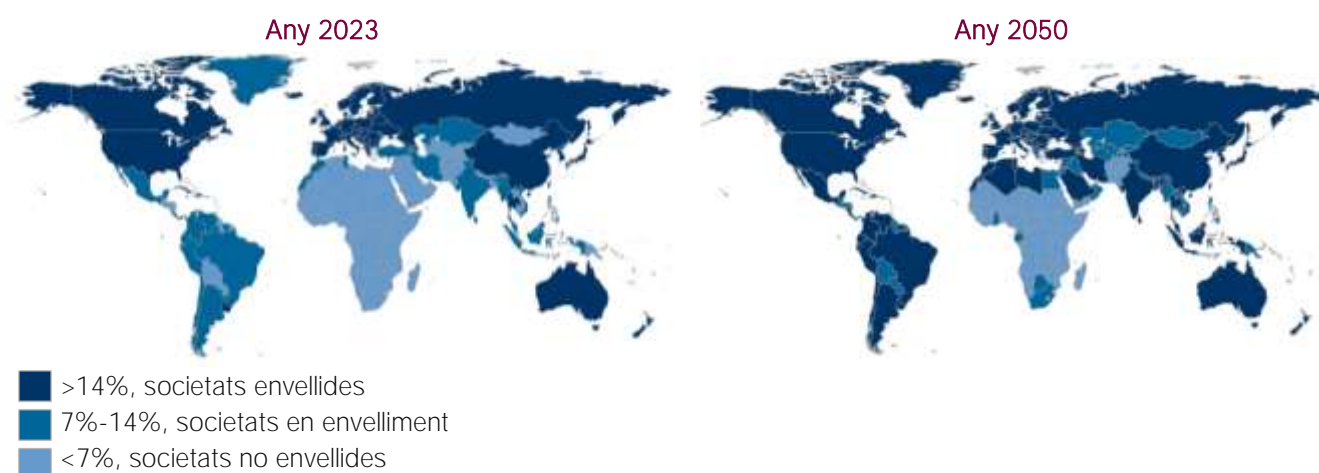 Any 2023
Any 2050
>14%, societats envellides
7%-14%, societats en envelliment
<7%, societats no envellides